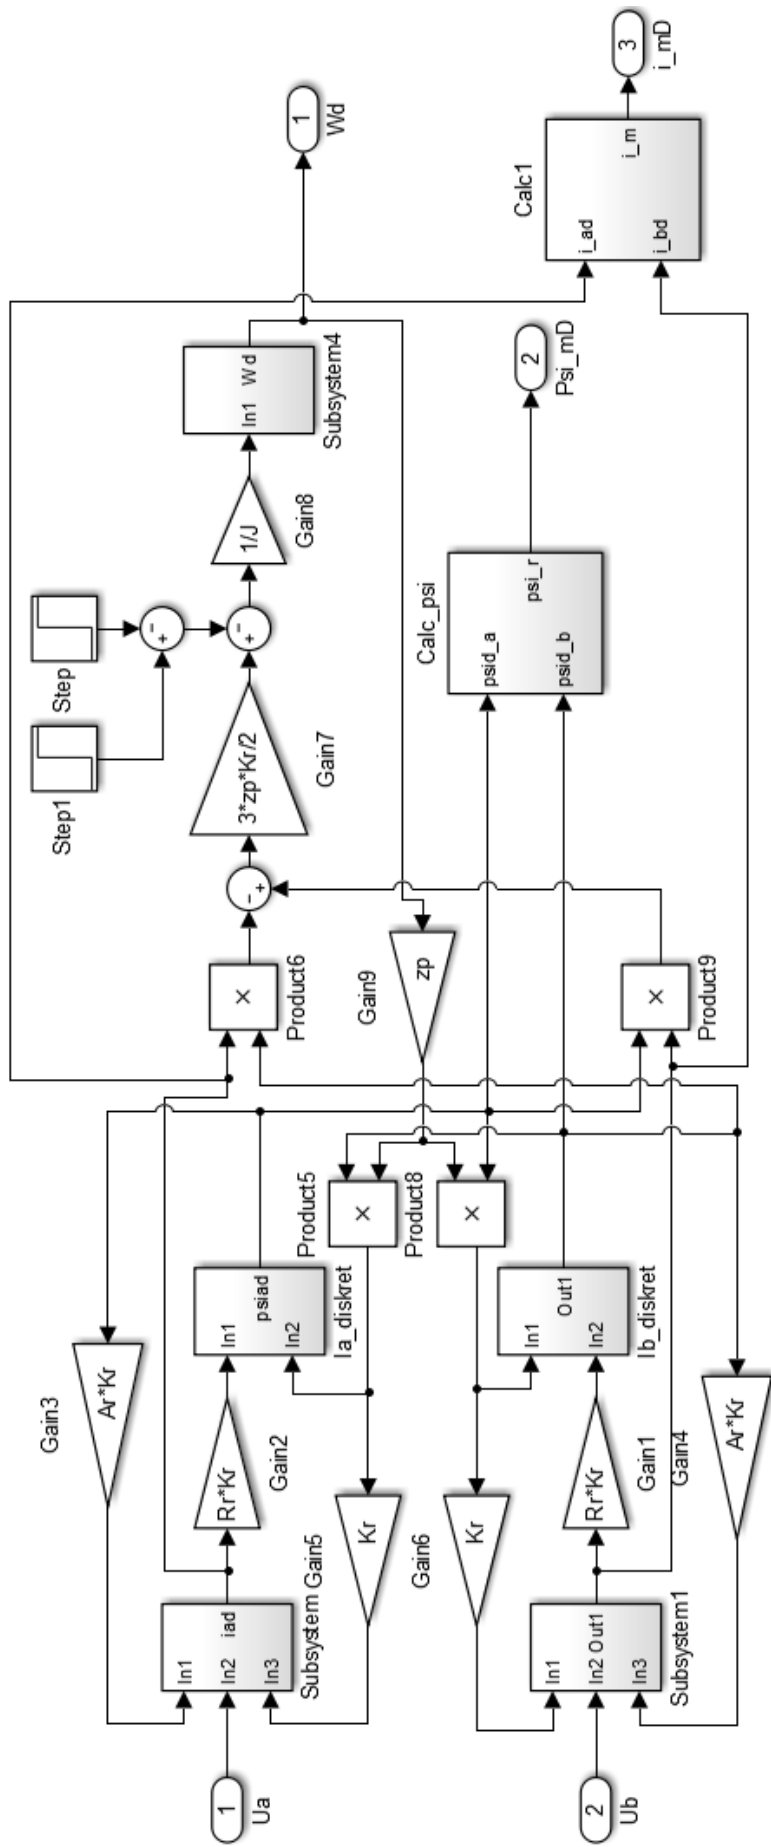 1
Ua
2
Ub
In1
In2
In3
iad
Subsystem
In1
In2
In3
Out1
Subsystem1
Ar*Kr
Gain3
Rr*Kr
Gain2
Kr
Gain5
Kr
Gain6
Rr*Kr
Gain1
Ar*Kr
Gain4
In1
In2
psiad
Ia_diskret
In1
In2
Out1
Ib_diskret
×
Product5
×
Product8
×
Product6
×
Product9
zp
Gain9
-
+
3*zp*Kr/2
Gain7
Step1
Step
+
-
+
-
1/J
Gain8
In1
Wd
Subsystem4
1
Wd
psid_a
psid_b
psi_r
Calc_psi
2
Psi_mD
i_ad
i_bd
i_m
Calc1
3
i_mD